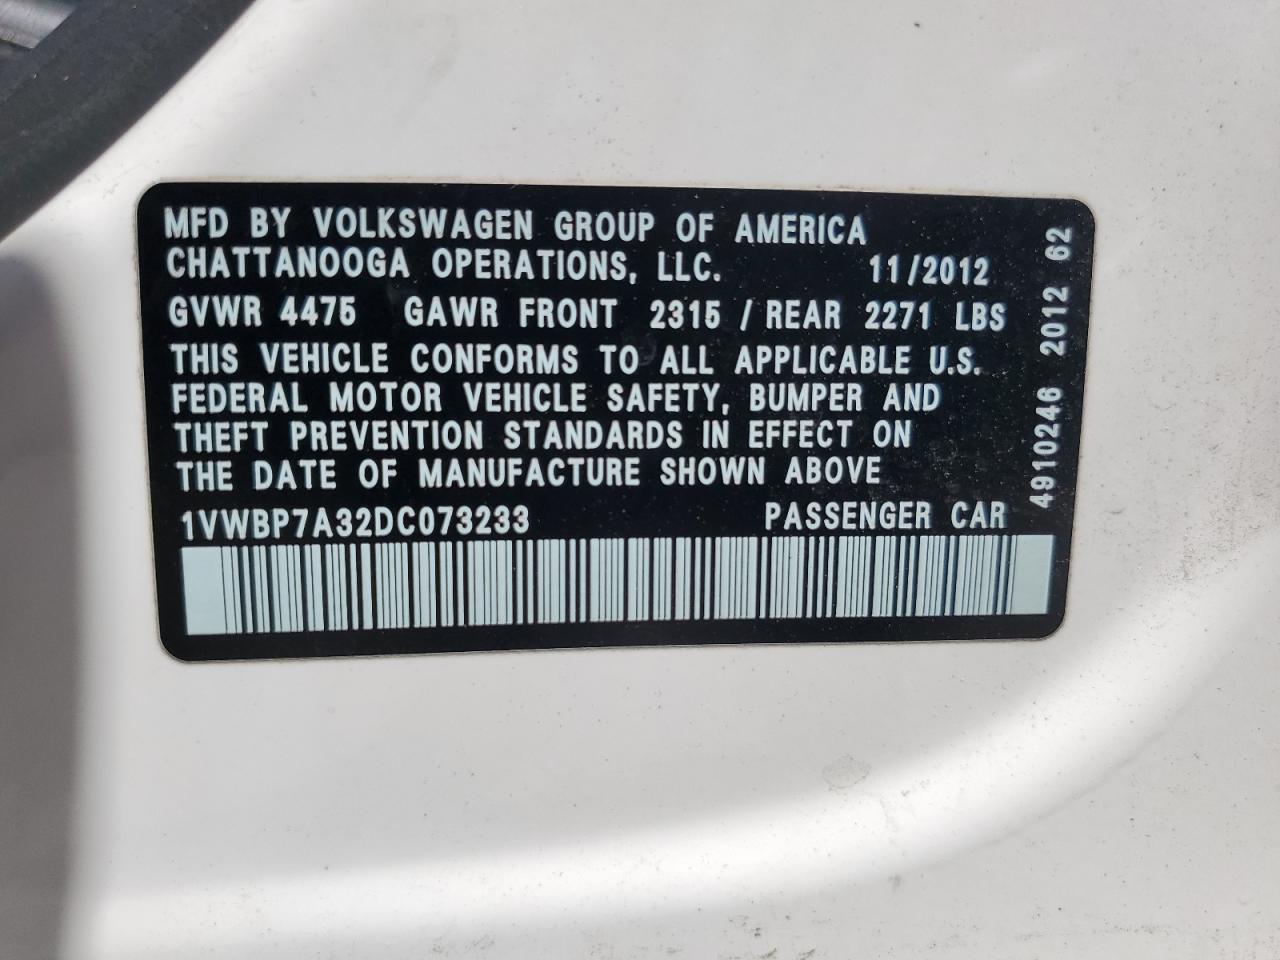 MFD BY VOLKSWAGEN GROUP OF AMERICA
CHATTANOOGA OPERATIONS, LLC. 11/2012
GVWR 4475 GAWR FRONT 2315 / REAR 2271 LBS
THIS VEHICLE CONFORMS TO ALL APPLICABLE U.S.
FEDERAL MOTOR VEHICLE SAFETY, BUMPER AND
THEFT PREVENTION STANDARDS IN EFFECT ON
THE DATE OF MANUFACTURE SHOWN ABOVE
1VWBP7A32DC073233 PASSENGER CAR
49102246 2012 62